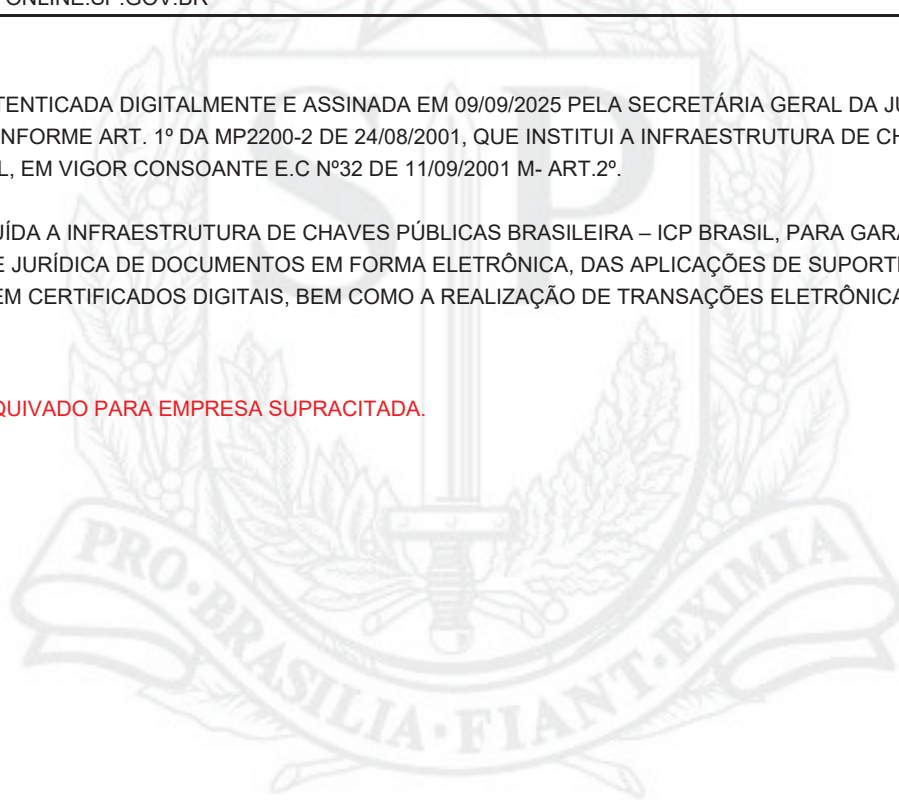 ONLINE.SP.GOV.BR
TENTICADA DIGITALMENTE E ASSINADA EM 09/09/2025 PELA SECRETÁRIA GERAL DA JU
NFORME ART. 1º DA MP2200-2 DE 24/08/2001, QUE INSTITUI A INFRAESTRUTURA DE CH
L, EM VIGOR CONSOANTE E.C Nº32 DE 11/09/2001 M- ART.2º.
UÍDA A INFRAESTRUTURA DE CHAVES PÚBLICAS BRASILEIRA – ICP BRASIL, PARA GARA
E JURÍDICA DE DOCUMENTOS EM FORMA ELETRÔNICA, DAS APLICAÇÕES DE SUPORTE
EM CERTIFICADOS DIGITAIS, BEM COMO A REALIZAÇÃO DE TRANSAÇÕES ELETRÔNICA
QUIVADO PARA EMPRESA SUPRACITADA.
SP
PRO·BRASILIA·FIANT·EXIMIA